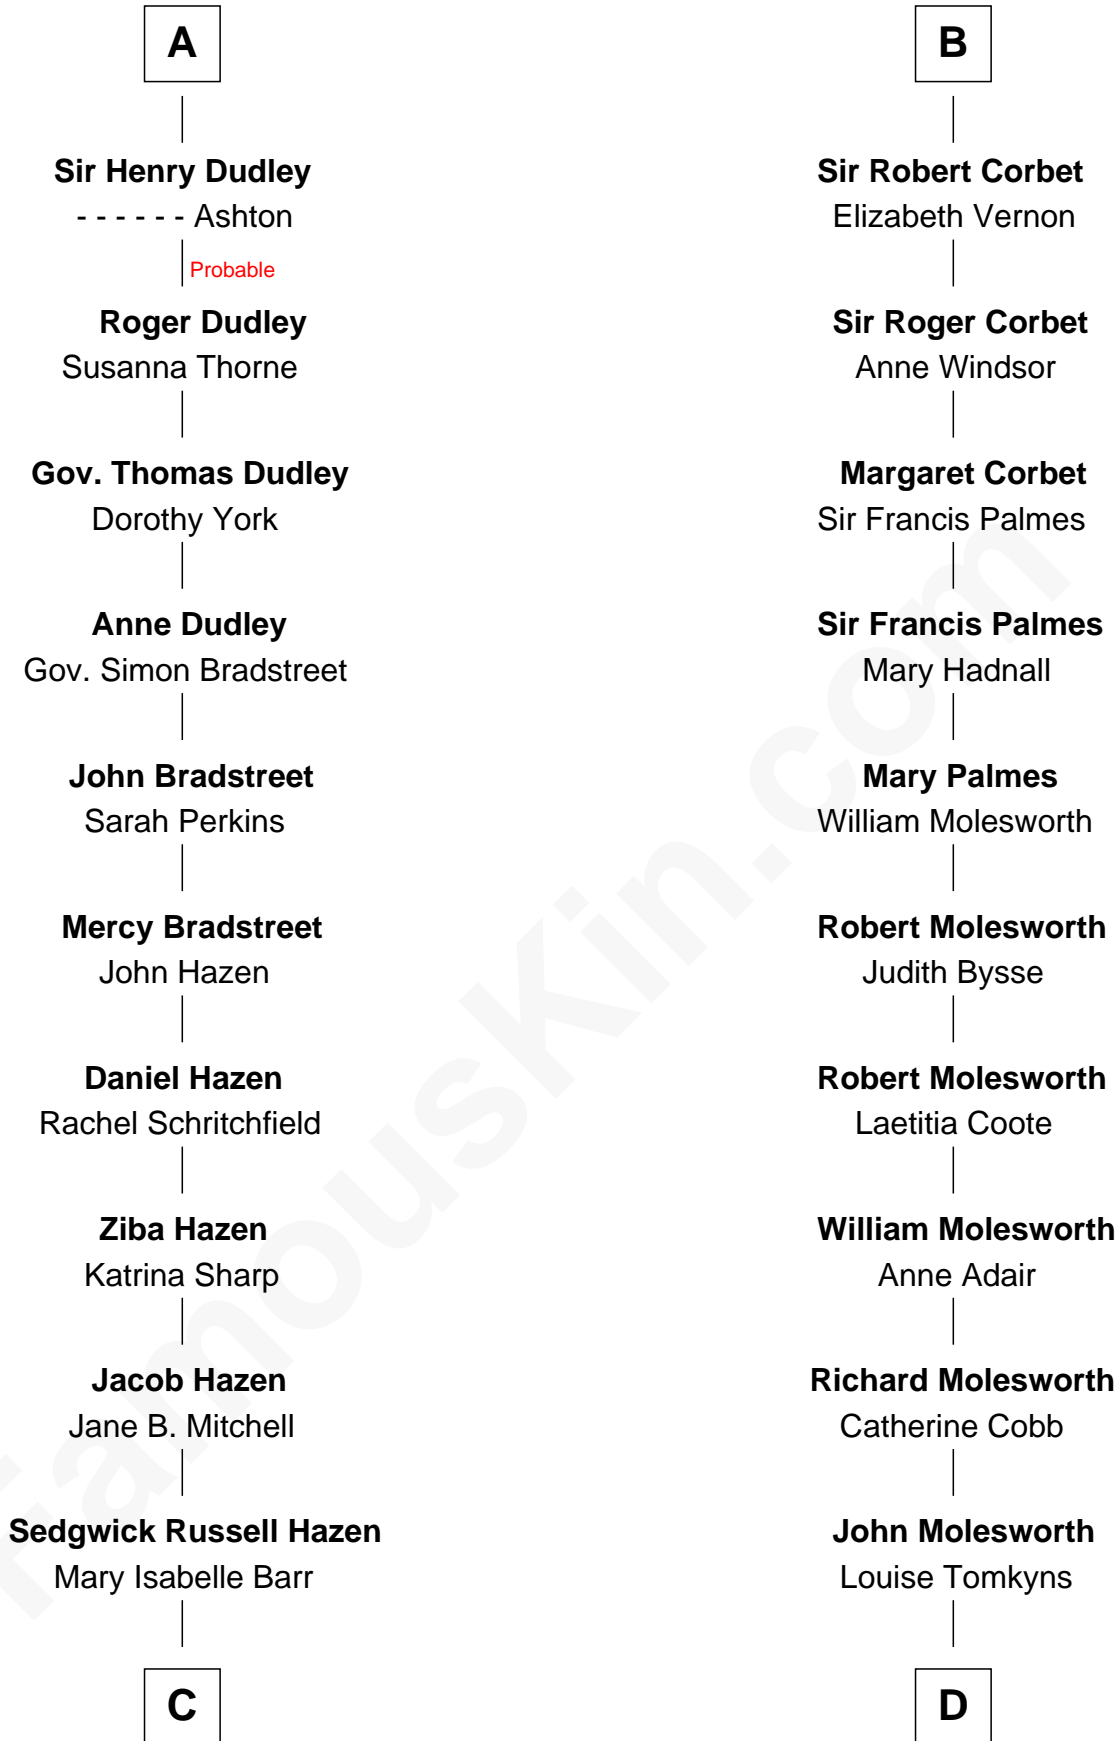 A
Sir Henry Dudley
- - - - - - Ashton
Probable
Roger Dudley
Susanna Thorne
Gov. Thomas Dudley
Dorothy York
Anne Dudley
Gov. Simon Bradstreet
John Bradstreet
Sarah Perkins
Mercy Bradstreet
John Hazen
Daniel Hazen
Rachel Schritchfield
Ziba Hazen
Katrina Sharp
Jacob Hazen
Jane B. Mitchell
Sedgwick Russell Hazen
Mary Isabelle Barr
C
B
Sir Robert Corbet
Elizabeth Vernon
Sir Roger Corbet
Anne Windsor
Margaret Corbet
Sir Francis Palmes
Sir Francis Palmes
Mary Hadnall
Mary Palmes
William Molesworth
Robert Molesworth
Judith Bysse
Robert Molesworth
Laetitia Coote
William Molesworth
Anne Adair
Richard Molesworth
Catherine Cobb
John Molesworth
Louise Tomkyns
D
FamousKin.com